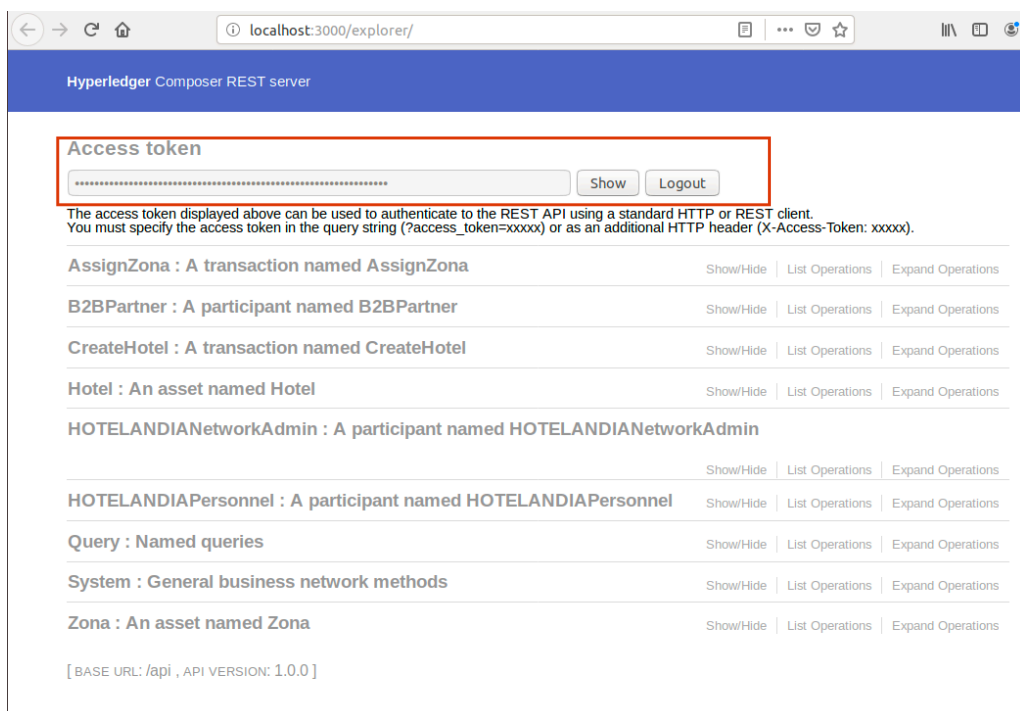 localhost:3000/explorer/
Hyperledger Composer REST server
Access token
Show Logout
The access token displayed above can be used to authenticate to the REST API using a standard HTTP or REST client.
You must specify the access token in the query string (?access_token=xxxxx) or as an additional HTTP header (X-Access-Token: xxxxx).
AssignZona : A transaction named AssignZona Show/Hide List Operations Expand Operations
B2BPartner : A participant named B2BPartner Show/Hide List Operations Expand Operations
CreateHotel : A transaction named CreateHotel Show/Hide List Operations Expand Operations
Hotel : An asset named Hotel Show/Hide List Operations Expand Operations
HOTELANDIANetworkAdmin : A participant named HOTELANDIANetworkAdmin
Show/Hide List Operations Expand Operations
HOTELANDIAPersonnel : A participant named HOTELANDIAPersonnel Show/Hide List Operations Expand Operations
Query : Named queries Show/Hide List Operations Expand Operations
System : General business network methods Show/Hide List Operations Expand Operations
Zona : An asset named Zona Show/Hide List Operations Expand Operations
[ BASE URL: /api , API VERSION: 1.0.0 ]